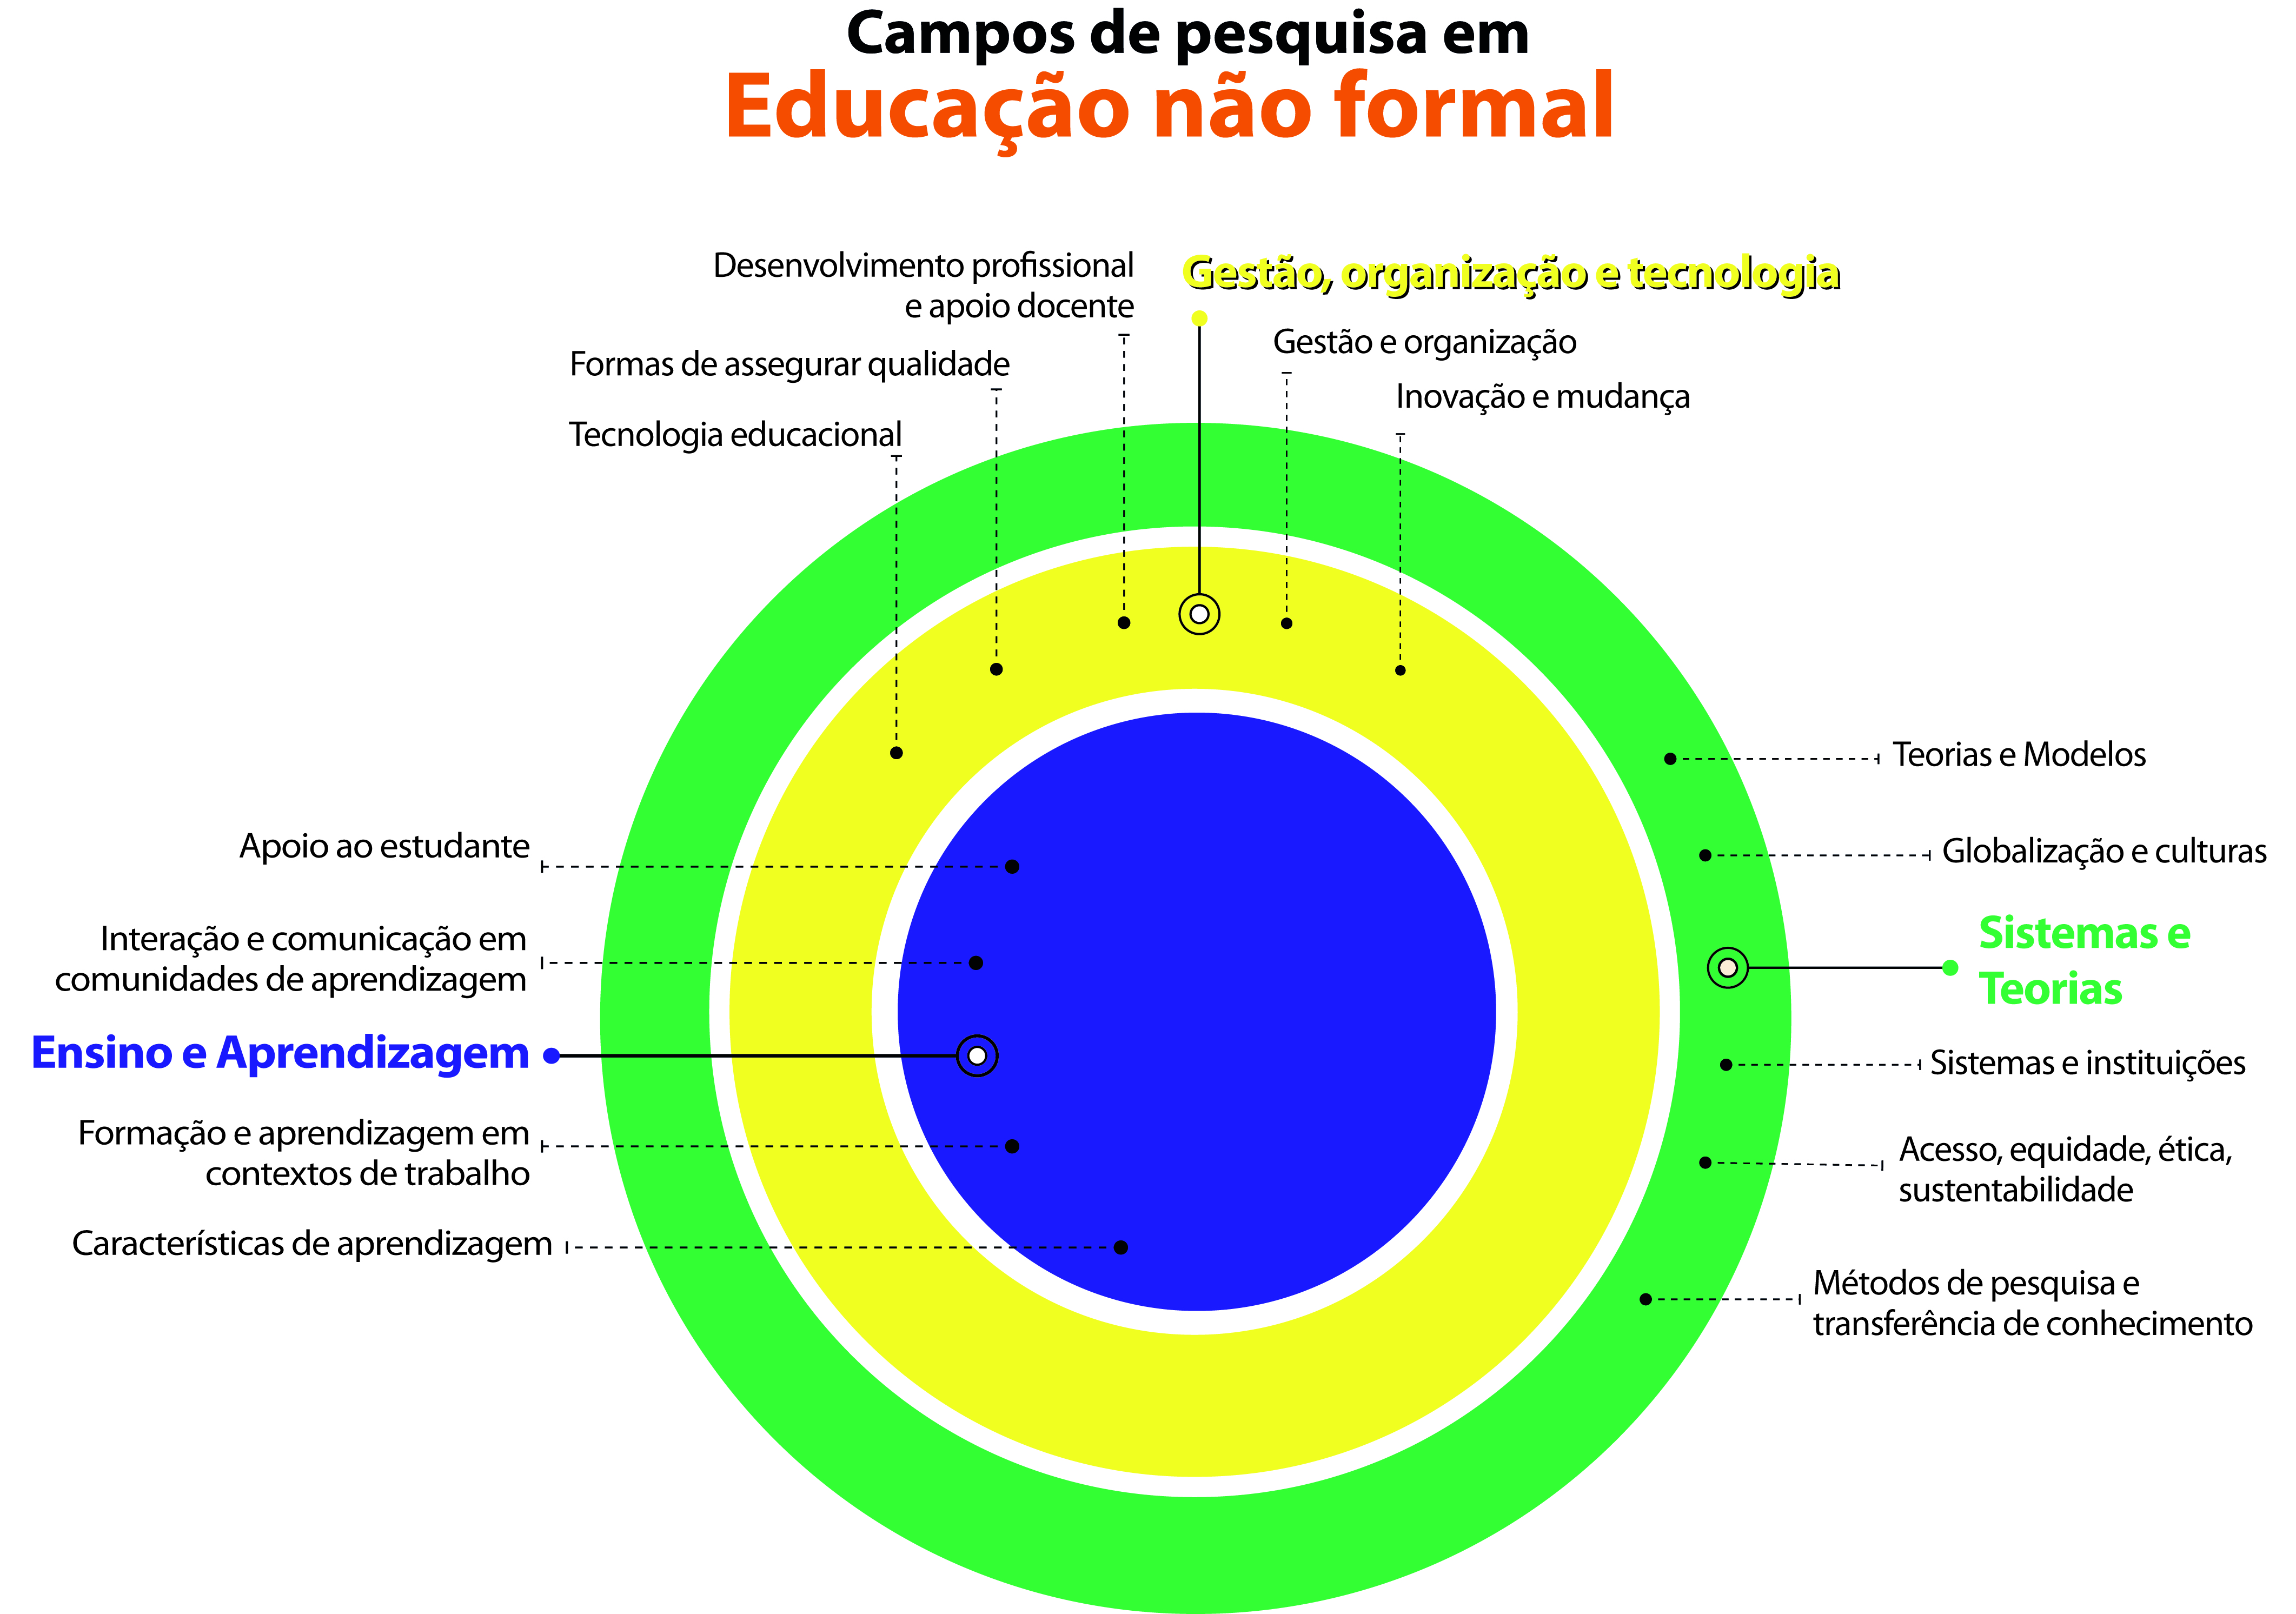 Campos de pesquisa em
Educação não formal
Desenvolvimento profissional
e apoio docente
Gestão, organização e tecnologia
Formas de assegurar qualidade
Gestão e organização
Tecnologia educacional
Inovação e mudança
Apoio ao estudante
Interação e comunicação em
comunidades de aprendizagem
Ensino e Aprendizagem
Formação e aprendizagem em
contextos de trabalho
Características de aprendizagem
Teorias e Modelos
Globalização e culturas
Sistemas e
Teorias
Sistemas e instituições
Acesso, equidade, ética,
sustentabilidade
Métodos de pesquisa e
transferência de conhecimento